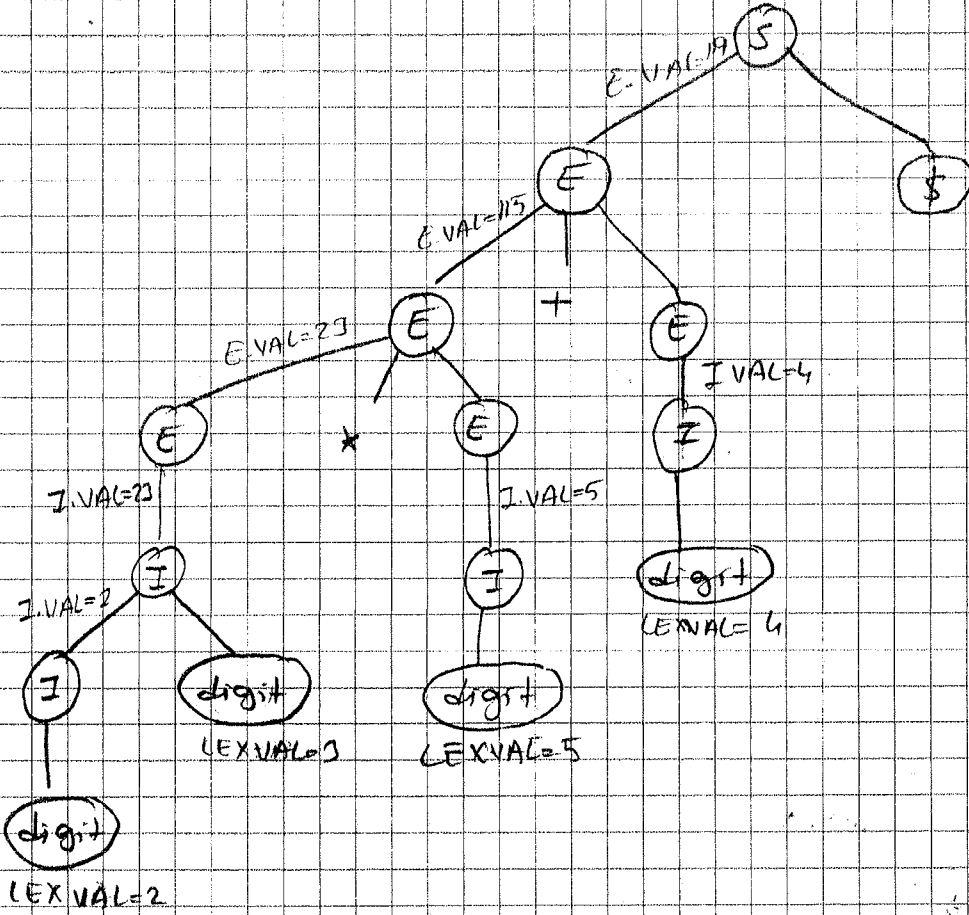 S
E.VAL=119
E
$
E.VAL=115
E
+
E
E.VAL=23
I.VAL=4
E
*
E
I
I.VAL=23
I.VAL=5
I
I
digit
LEXVAL=4
I.VAL=2
I
digit
digit
LEXVAL=3
LEXVAL=5
digit
LEXVAL=2